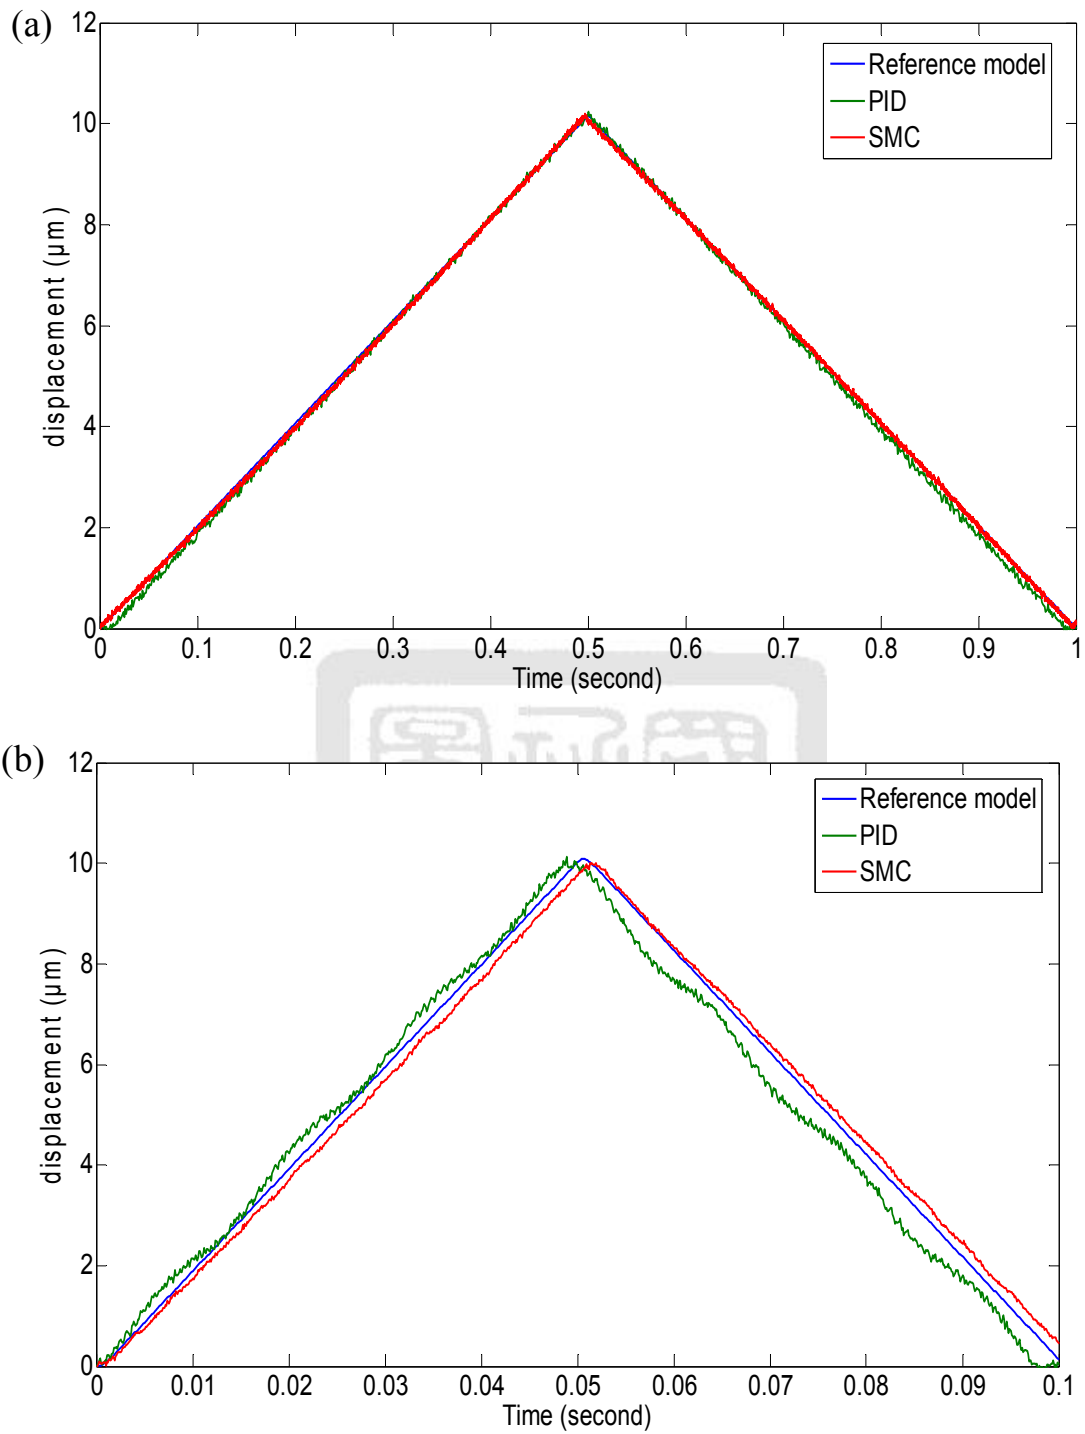 (a)
12
10
8
6
4
2
0
displacement (μm)
Reference model
PID
SMC
0 0.1 0.2 0.3 0.4 0.5 0.6 0.7 0.8 0.9 1
Time (second)
(b)
12
10
8
6
4
2
0
displacement (μm)
Reference model
PID
SMC
0 0.01 0.02 0.03 0.04 0.05 0.06 0.07 0.08 0.09 0.1
Time (second)